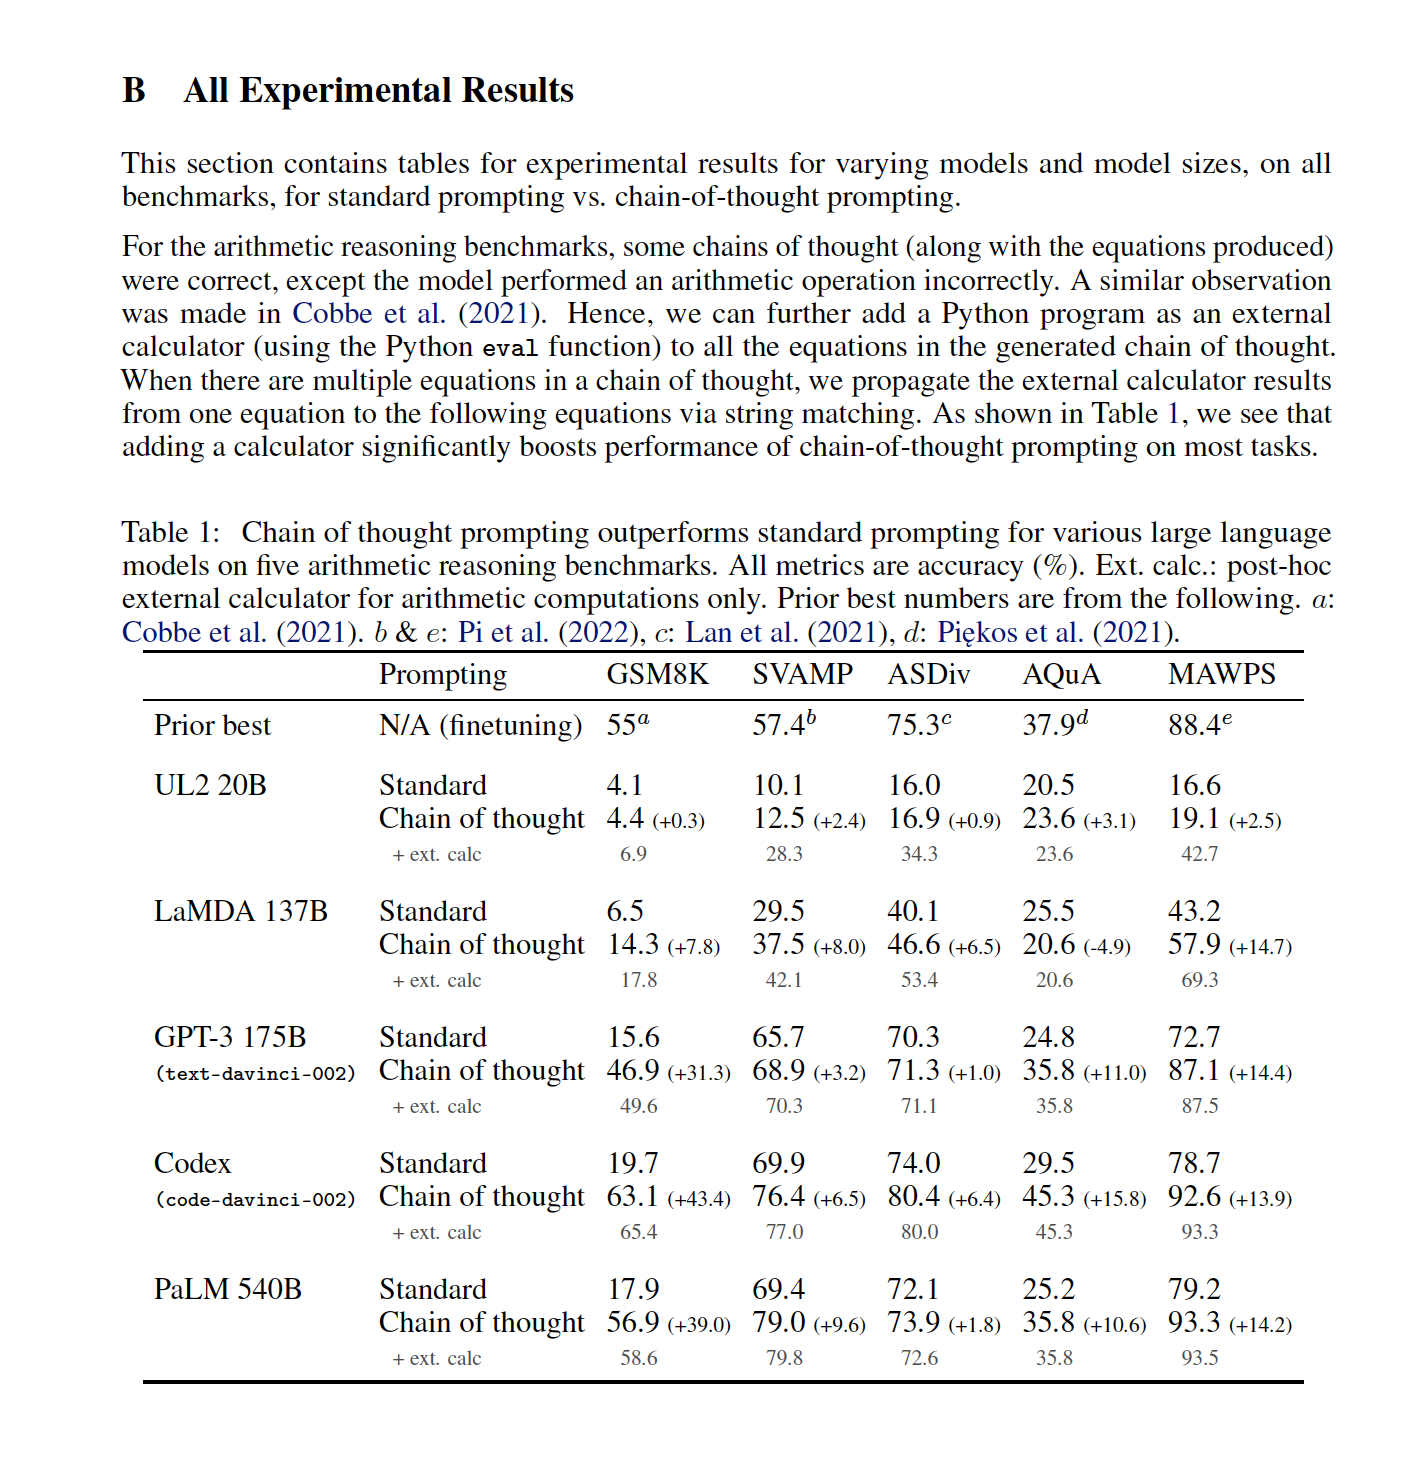 B All Experimental Results
This section contains tables for experimental results for varying models and model sizes, on all
benchmarks, for standard prompting vs. chain-of-thought prompting.
For the arithmetic reasoning benchmarks, some chains of thought (along with the equations produced)
were correct, except the model performed an arithmetic operation incorrectly. A similar observation
was made in Cobbe et al. (2021). Hence, we can further add a Python program as an external
calculator (using the Python eval function) to all the equations in the generated chain of thought.
When there are multiple equations in a chain of thought, we propagate the external calculator results
from one equation to the following equations via string matching. As shown in Table 1, we see that
adding a calculator significantly boosts performance of chain-of-thought prompting on most tasks.
Table 1: Chain of thought prompting outperforms standard prompting for various large language
models on five arithmetic reasoning benchmarks. All metrics are accuracy (%). Ext. calc.: post-hoc
external calculator for arithmetic computations only. Prior best numbers are from the following. a:
Cobbe et al. (2021). b & e: Pi et al. (2022), c: Lan et al. (2021), d: Piękos et al. (2021).
Prompting GSM8K SVAMP ASDiv AQuA MAWPS
Prior best N/A (finetuning) 55a 57.4b 75.3c 37.9d 88.4e
UL2 20B Standard 4.1 10.1 16.0 20.5 16.6
Chain of thought 4.4 (+0.3) 12.5 (+2.4) 16.9 (+0.9) 23.6 (+3.1) 19.1 (+2.5)
+ ext. calc 6.9 28.3 34.3 23.6 42.7
LaMDA 137B Standard 6.5 29.5 40.1 25.5 43.2
Chain of thought 14.3 (+7.8) 37.5 (+8.0) 46.6 (+6.5) 20.6 (-4.9) 57.9 (+14.7)
+ ext. calc 17.8 42.1 53.4 20.6 69.3
GPT-3 175B Standard 15.6 65.7 70.3 24.8 72.7
(text-davinci-002) Chain of thought 46.9 (+31.3) 68.9 (+3.2) 71.3 (+1.0) 35.8 (+11.0) 87.1 (+14.4)
+ ext. calc 49.6 70.3 71.1 35.8 87.5
Codex Standard 19.7 69.9 74.0 29.5 78.7
(code-davinci-002) Chain of thought 63.1 (+43.4) 76.4 (+6.5) 80.4 (+6.4) 45.3 (+15.8) 92.6 (+13.9)
+ ext. calc 65.4 77.0 80.0 45.3 93.3
PaLM 540B Standard 17.9 69.4 72.1 25.2 79.2
Chain of thought 56.9 (+39.0) 79.0 (+9.6) 73.9 (+1.8) 35.8 (+10.6) 93.3 (+14.2)
+ ext. calc 58.6 79.8 72.6 35.8 93.5